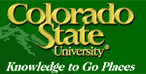 Colorado
State
University®
Knowledge to Go Places